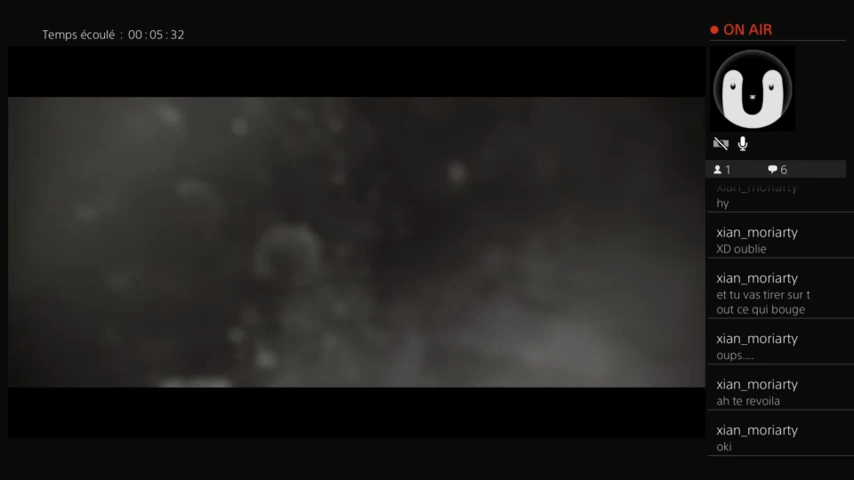 Temps écoulé : 00:05:32
ON AIR
1
6
xian_moriarty
hy
xian_moriarty
XD oublie
xian_moriarty
et tu vas tirer sur t
out ce qui bouge
xian_moriarty
oups....
xian_moriarty
ah te revoila
xian_moriarty
oki